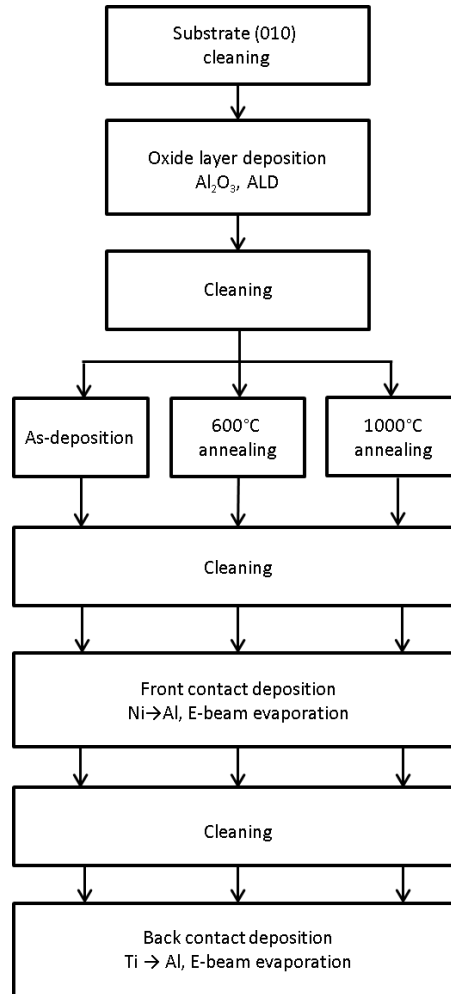 Substrate (010)
cleaning
Oxide layer deposition
Al₂O₃, ALD
Cleaning
As-deposition
600°C
annealing
1000°C
annealing
Cleaning
Front contact deposition
Ni→Al, E-beam evaporation
Cleaning
Back contact deposition
Ti → Al, E-beam evaporation